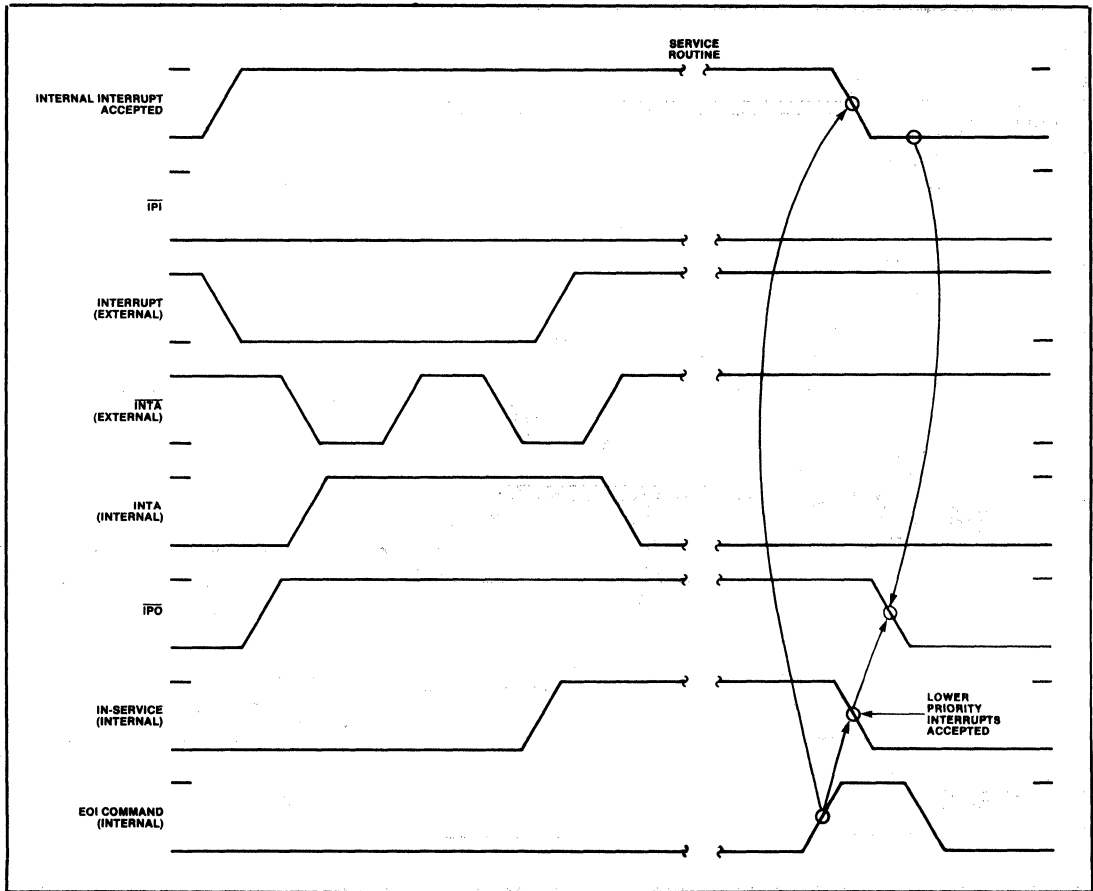 SERVICE
ROUTINE
INTERNAL INTERRUPT
ACCEPTED
IPI
INTERRUPT
(EXTERNAL)
INTA
(EXTERNAL)
INTA
(INTERNAL)
IPO
IN-SERVICE
(INTERNAL)
LOWER
PRIORITY
INTERRUPTS
ACCEPTED
EOI COMMAND
(INTERNAL)